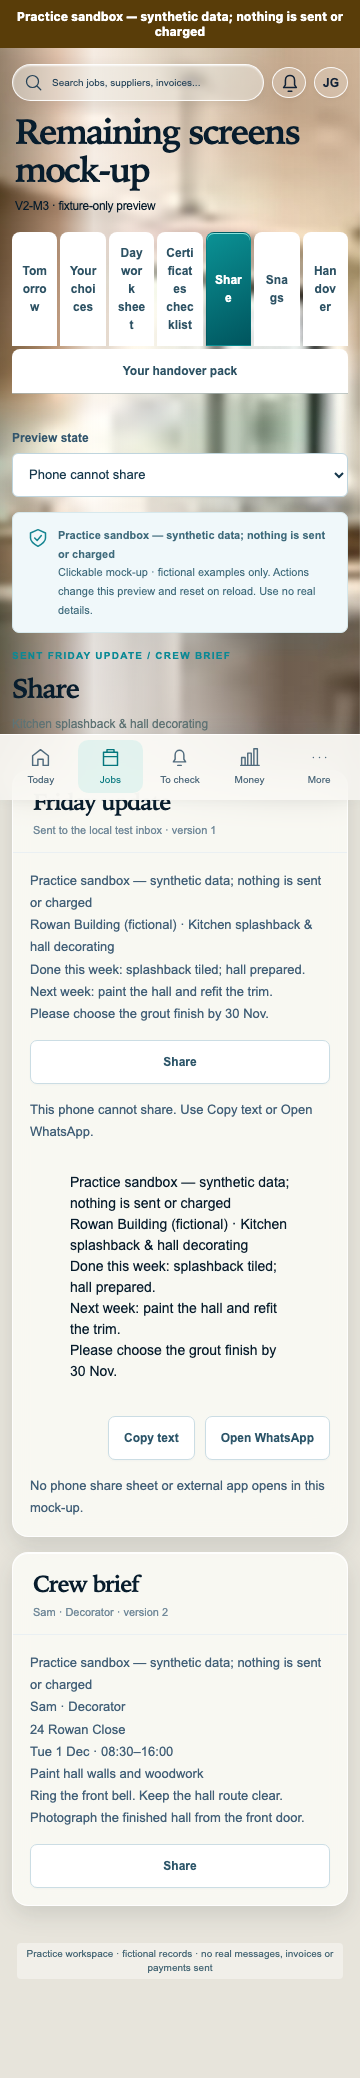 Practice sandbox — synthetic data; nothing is sent or
charged
Search jobs, suppliers, invoices...
JG
Remaining screens
mock-up
V2-M3 · fixture-only preview
Tom
orro
w
Your
choi
ces
Day
wor
k
shee
t
Certi
ficat
es
chec
klist
Shar
e
Sna
gs
Han
dov
er
Your handover pack
Preview state
Phone cannot share
Practice sandbox — synthetic data; nothing is sent
or charged
Clickable mock-up · fictional examples only. Actions
change this preview and reset on reload. Use no real
details.
SENT FRIDAY UPDATE / CREW BRIEF
Share
Kitchen splashback & hall decorating
Today
Jobs
To check
Money
More
Friday update
Sent to the local test inbox · version 1
Practice sandbox — synthetic data; nothing is sent
or charged
Rowan Building (fictional) · Kitchen splashback &
hall decorating
Done this week: splashback tiled; hall prepared.
Next week: paint the hall and refit the trim.
Please choose the grout finish by 30 Nov.
Share
This phone cannot share. Use Copy text or Open
WhatsApp.
Practice sandbox — synthetic data;
nothing is sent or charged
Rowan Building (fictional) · Kitchen
splashback & hall decorating
Done this week: splashback tiled;
hall prepared.
Next week: paint the hall and refit
the trim.
Please choose the grout finish by
30 Nov.
Copy text
Open WhatsApp
No phone share sheet or external app opens in this
mock-up.
Crew brief
Sam · Decorator · version 2
Practice sandbox — synthetic data; nothing is sent
or charged
Sam · Decorator
24 Rowan Close
Tue 1 Dec · 08:30–16:00
Paint hall walls and woodwork
Ring the front bell. Keep the hall route clear.
Photograph the finished hall from the front door.
Share
Practice workspace · fictional records · no real messages, invoices or
payments sent